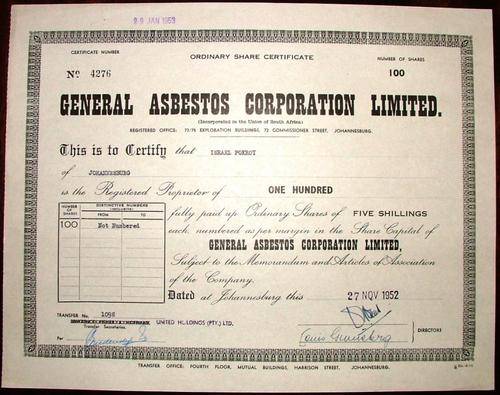 29 JAN 1953
CERTIFICATE NUMBER
ORDINARY SHARE CERTIFICATE
NUMBER OF SHARES
No 4276
100
GENERAL ASBESTOS CORPORATION LIMITED.
(Incorporated in the Union of South Africa)
REGISTERED OFFICE: 73/76 EXPLORATION BUILDINGS, 72 COMMISSIONER STREET, JOHANNESBURG.
This is to Certify that ISRAEL POKROY
of JOHANNESBURG
is the Registered Proprietor of ONE HUNDRED
NUMBER OF SHARES
DISTINCTIVE NUMBERS
(INCLUSIVE)
FROM TO
100 Not Numbered
fully paid up Ordinary Shares of FIVE SHILLINGS
each, numbered as per margin in the Share Capital of
GENERAL ASBESTOS CORPORATION LIMITED,
Subject to the Memorandum and Articles of Association
of the Company.
Dated at Johannesburg this 27 NOV 1952
TRANSFER No. 1098
UNITED HOLDINGS (PTY.) LTD.
Transfer Secretaries.
Per
DIRECTORS
TRANSFER OFFICE: FOURTH FLOOR, MUTUAL BUILDINGS, HARRISON STREET, JOHANNESBURG.